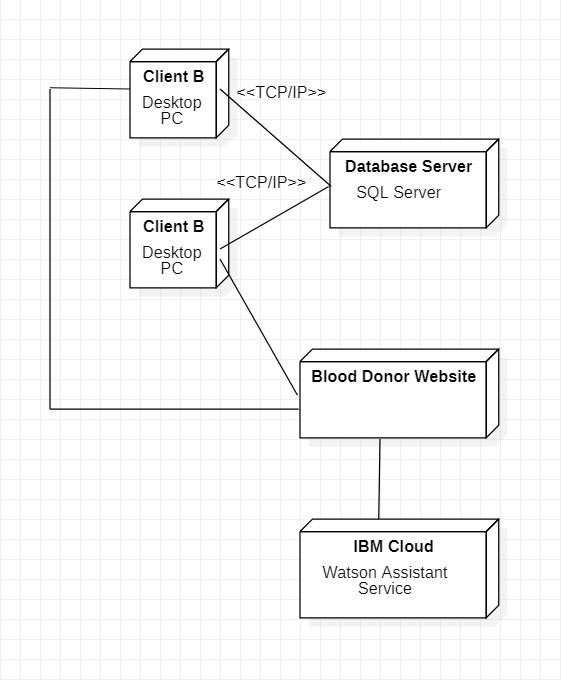 Client B
Desktop
PC
<<TCP/IP>>
Database Server
SQL Server
<<TCP/IP>>
Client B
Desktop
PC
Blood Donor Website
IBM Cloud
Watson Assistant
Service